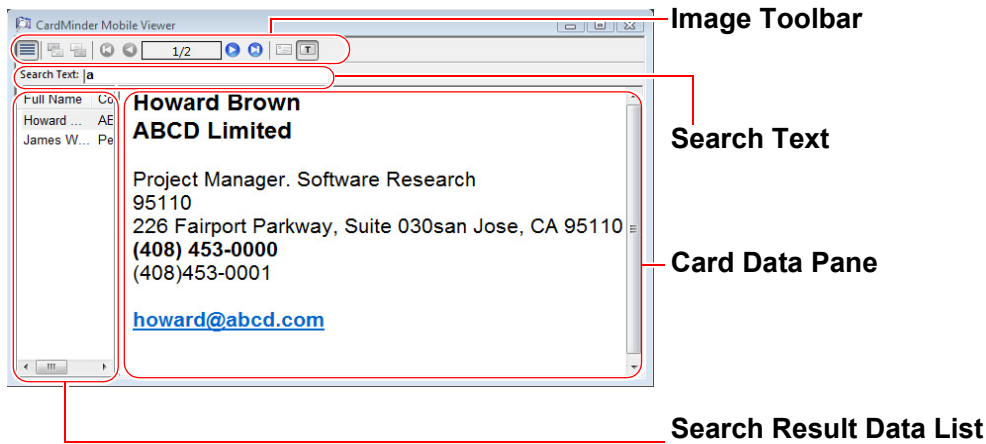 CardMinder Mobile Viewer
Image Toolbar
1/2
T
Search Text: a
Search Text
Full Name Co
Howard ... AE
James W... Pe
Howard Brown
ABCD Limited
Project Manager. Software Research
95110
226 Fairport Parkway, Suite 030san Jose, CA 95110
(408) 453-0000
(408)453-0001
howard@abcd.com
Card Data Pane
Search Result Data List